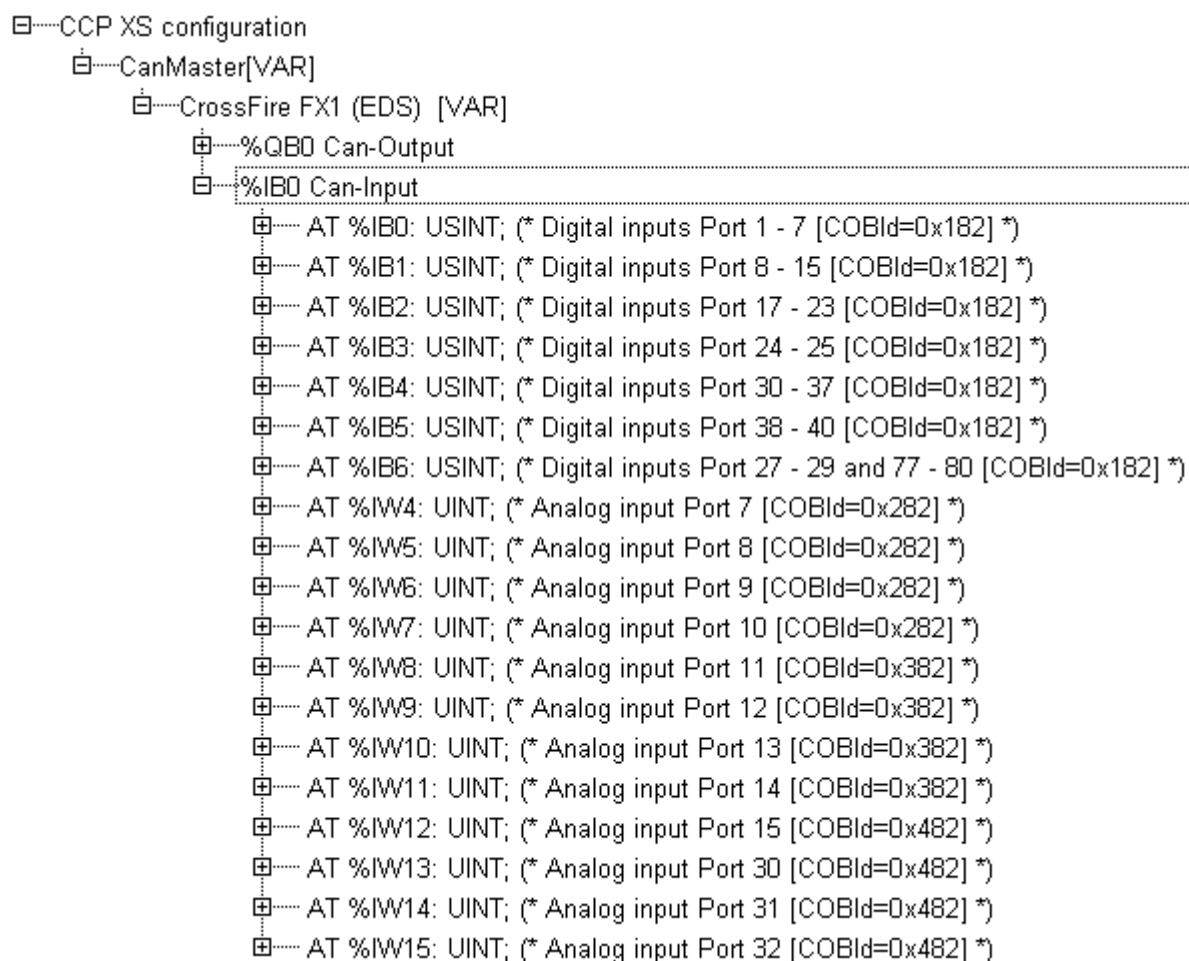 CCP XS configuration
CanMaster[VAR]
CrossFire FX1 (EDS) [VAR]
%QB0 Can-Output
%IB0 Can-Input
AT %IB0: USINT; (* Digital inputs Port 1 - 7 [COBId=0x182] *)
AT %IB1: USINT; (* Digital inputs Port 8 - 15 [COBId=0x182] *)
AT %IB2: USINT; (* Digital inputs Port 17 - 23 [COBId=0x182] *)
AT %IB3: USINT; (* Digital inputs Port 24 - 25 [COBId=0x182] *)
AT %IB4: USINT; (* Digital inputs Port 30 - 37 [COBId=0x182] *)
AT %IB5: USINT; (* Digital inputs Port 38 - 40 [COBId=0x182] *)
AT %IB6: USINT; (* Digital inputs Port 27 - 29 and 77 - 80 [COBId=0x182] *)
AT %IW4: UINT; (* Analog input Port 7 [COBId=0x282] *)
AT %IW5: UINT; (* Analog input Port 8 [COBId=0x282] *)
AT %IW6: UINT; (* Analog input Port 9 [COBId=0x282] *)
AT %IW7: UINT; (* Analog input Port 10 [COBId=0x282] *)
AT %IW8: UINT; (* Analog input Port 11 [COBId=0x382] *)
AT %IW9: UINT; (* Analog input Port 12 [COBId=0x382] *)
AT %IW10: UINT; (* Analog input Port 13 [COBId=0x382] *)
AT %IW11: UINT; (* Analog input Port 14 [COBId=0x382] *)
AT %IW12: UINT; (* Analog input Port 15 [COBId=0x482] *)
AT %IW13: UINT; (* Analog input Port 30 [COBId=0x482] *)
AT %IW14: UINT; (* Analog input Port 31 [COBId=0x482] *)
AT %IW15: UINT; (* Analog input Port 32 [COBId=0x482] *)